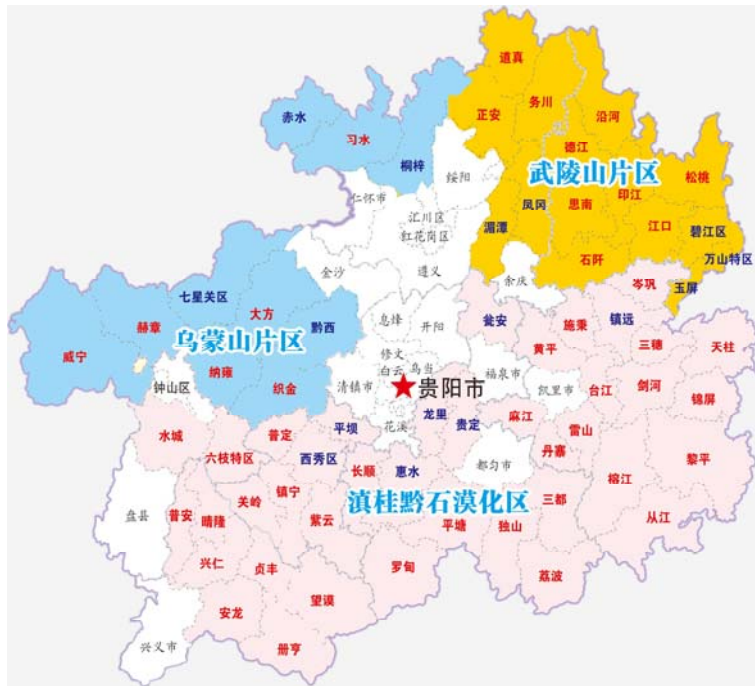 道真
务川
正安
沿河
赤水
习水
德江
桐梓
绥阳
武陵山片区
松桃
仁怀市
印江
凤冈
思南
汇川区
湄潭
江口
碧江区
红花岗区
石阡
万山特区
金沙
遵义
余庆
岑巩
玉屏
七星关区
大方
息烽
开阳
瓮安
施秉
镇远
赫章
乌蒙山片区
黔西
黄平
三穗
天柱
威宁
修文
纳雍
白云
乌当
福泉市
钟山区
织金
清镇市
贵阳市
凯里市
台江
剑河
锦屏
龙里
麻江
花溪
贵定
雷山
水城
普定
平坝
丹寨
六枝特区
西秀区
长顺
惠水
都匀市
榕江
黎平
镇宁
滇桂黔石漠化区
关岭
三都
盘县
普安
晴隆
紫云
平塘
独山
从江
兴仁
贞丰
罗甸
荔波
望谟
安龙
兴义市
册亨